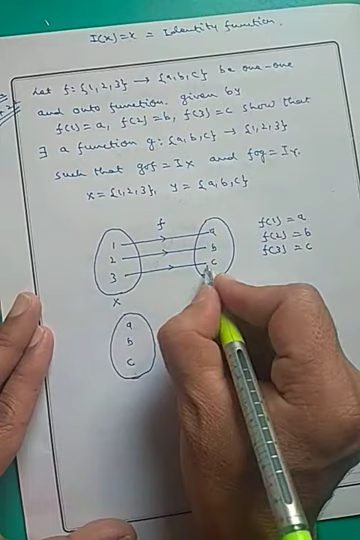 I(x)=x = Identity function.
Let f: {1,2,3} → {a,b,c} be one-one
and onto function. given by
f(1) = a, f(2) = b, f(3) = c show that
∃ a function g: {a,b,c} → {1,2,3}
such that gof = Ix and fog = Iy.
x = {1,2,3}, y = {a,b,c}
f
1
2
3
a
b
c
f(1) = a
f(2) = b
f(3) = c
x
a
b
c